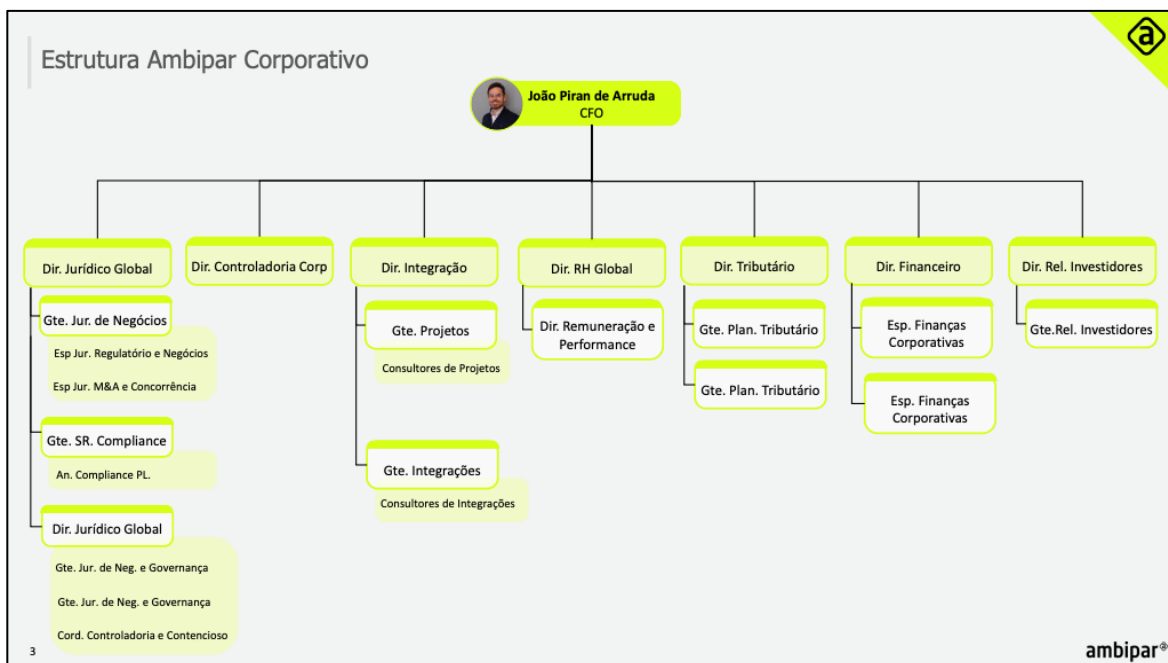 Estrutura Ambipar Corporativo
a
João Piran de Arruda
CFO
Dir. Jurídico Global
Gte. Jur. de Negócios
Esp Jur. Regulatório e Negócios
Esp Jur. M&A e Concorrência
Gte. SR. Compliance
An. Compliance PL.
Dir. Jurídico Global
Gte. Jur. de Neg. e Governança
Gte. Jur. de Neg. e Governança
Cord. Controladoria e Contencioso
Dir. Controladoria Corp
Dir. Integração
Gte. Projetos
Consultores de Projetos
Gte. Integrações
Consultores de Integrações
Dir. RH Global
Dir. Remuneração e
Performance
Dir. Tributário
Gte. Plan. Tributário
Gte. Plan. Tributário
Dir. Financeiro
Esp. Finanças
Corporativas
Esp. Finanças
Corporativas
Dir. Rel. Investidores
Gte.Rel. Investidores
3
ambipar®